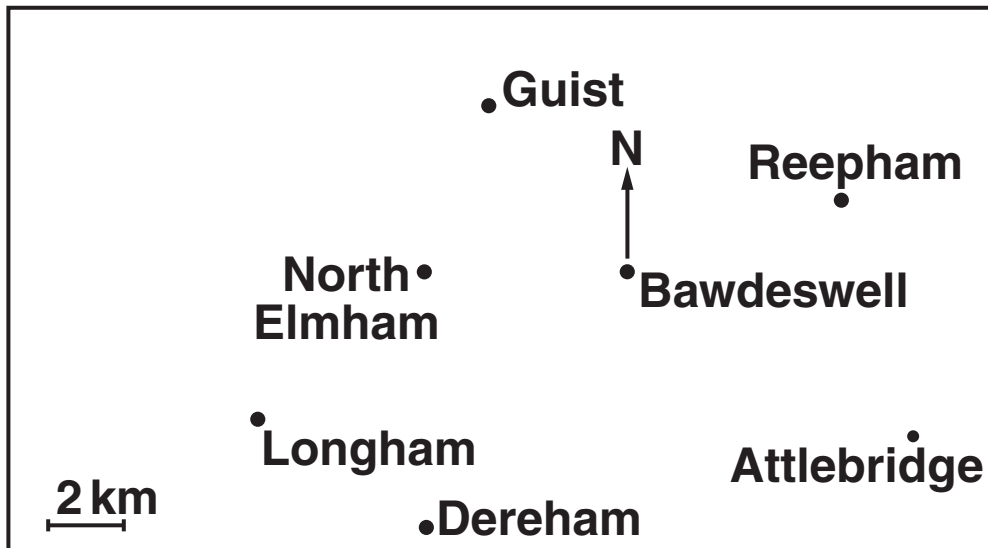 Guist
N
Reepham
North
Elmham
Bawdeswell
Longham
Attlebridge
2 km
Dereham